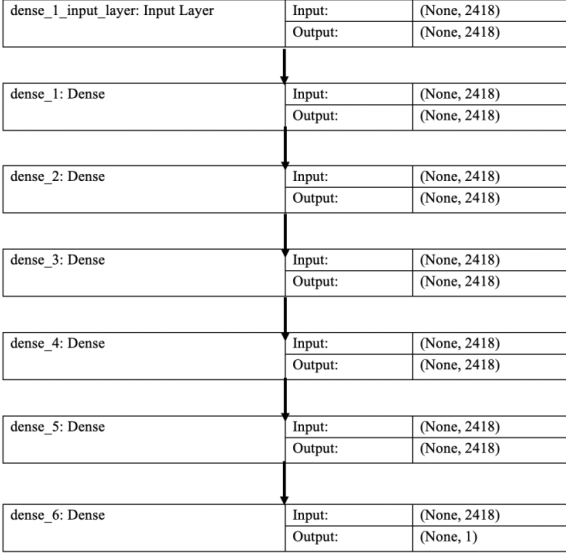 dense_1_input_layer: Input Layer Input: (None, 2418)
Output: (None, 2418)
dense_1: Dense Input: (None, 2418)
Output: (None, 2418)
dense_2: Dense Input: (None, 2418)
Output: (None, 2418)
dense_3: Dense Input: (None, 2418)
Output: (None, 2418)
dense_4: Dense Input: (None, 2418)
Output: (None, 2418)
dense_5: Dense Input: (None, 2418)
Output: (None, 2418)
dense_6: Dense Input: (None, 2418)
Output: (None, 1)